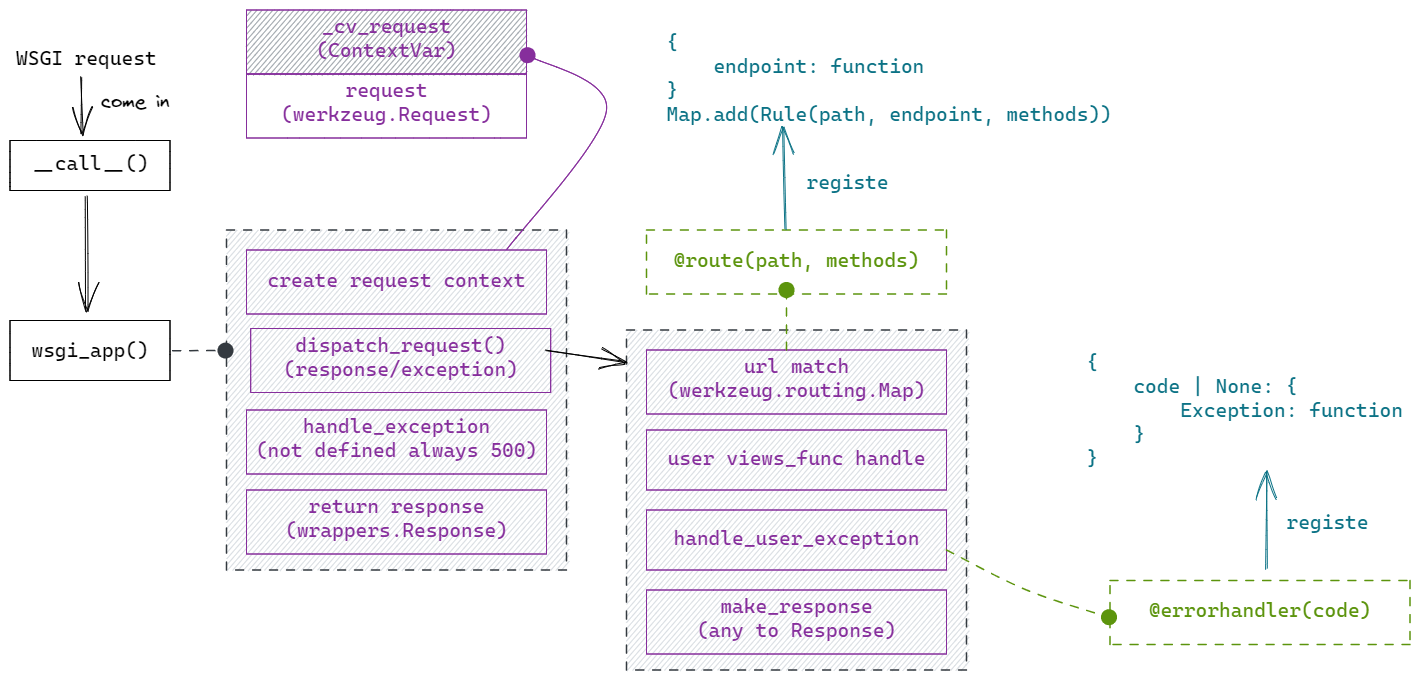 WSGI request
come in
__call__()
wsgi_app()
_cv_request
(ContextVar)
request
(werkzeug.Request)
create request context
dispatch_request()
(response/exception)
handle_exception
(not defined always 500)
return response
(wrappers.Response)
{
endpoint: function
}
Map.add(Rule(path, endpoint, methods))
registe
@route(path, methods)
url match
(werkzeug.routing.Map)
user views_func handle
handle_user_exception
make_response
(any to Response)
{
code | None: {
Exception: function
}
}
registe
@errorhandler(code)